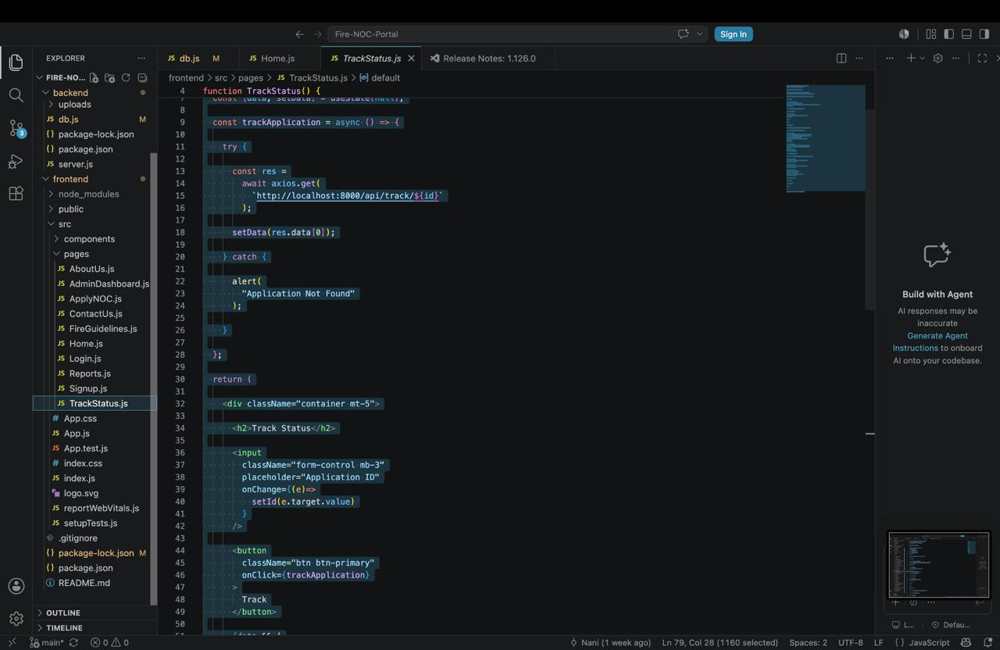 Fire-NOC-Portal
Sign In
EXPLORER
FIRE-NO...
backend
uploads
db.js M
package-lock.json
package.json
server.js
frontend
node_modules
public
src
components
pages
AboutUs.js
AdminDashboard.js
ApplyNOC.js
ContactUs.js
FireGuidelines.js
Home.js
Login.js
Reports.js
Signup.js
TrackStatus.js
App.css
App.js
App.test.js
index.css
index.js
logo.svg
reportWebVitals.js
setupTests.js
.gitignore
package-lock.json M
package.json
README.md
OUTLINE
TIMELINE
3
db.js M
Home.js
TrackStatus.js
Release Notes: 1.126.0
frontend > src > pages > JS TrackStatus.js > default
4 function TrackStatus() {
7 const [data, setData] = useState(null);
8
9 const trackApplication = async () => {
10
11 try {
12
13 const res =
14 await axios.get(
15 `http://localhost:8000/api/track/${id}`
16 );
17
18 setData(res.data[0]);
19
20 } catch {
21
22 alert(
23 "Application Not Found"
24 );
25
26 }
27
28 };
29
30 return (
31
32 <div className="container mt-5">
33
34 <h2>Track Status</h2>
35
36 <input
37 className="form-control mb-3"
38 placeholder="Application ID"
39 onChange={(e)=>
40 setId(e.target.value)
41 }
42 />
43
44 <button
45 className="btn btn-primary"
46 onClick={trackApplication}
47 >
48 Track
49 </button>
50
51 {data && (
Build with Agent
AI responses may be
inaccurate
Generate Agent
Instructions to onboard
AI onto your codebase.
L...
Defau...
main*
0 0
Nani (1 week ago)
Ln 79, Col 28 (1160 selected)
Spaces: 2
UTF-8
LF
{ } JavaScript